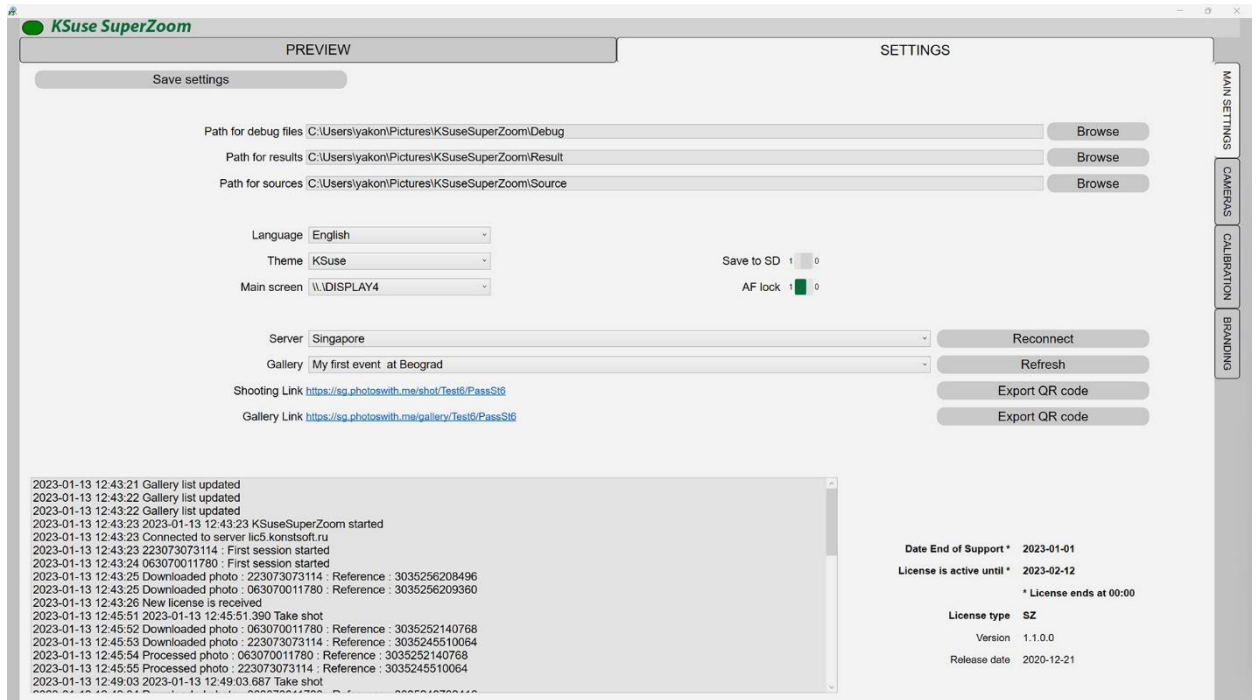 KSuse SuperZoom
PREVIEW
SETTINGS
Save settings
MAIN SETTINGS
CAMERAS
CALIBRATION
BRANDING
Path for debug files C:\Users\yakon\Pictures\KSuseSuperZoom\Debug Browse
Path for results C:\Users\yakon\Pictures\KSuseSuperZoom\Result Browse
Path for sources C:\Users\yakon\Pictures\KSuseSuperZoom\Source Browse
Language English
Theme KSuse Save to SD 1 0
Main screen \\.\DISPLAY4 AF lock 1 0
Server Singapore Reconnect
Gallery My first event at Beograd Refresh
Shooting Link https://sg.photoswith.me/shot/Test6/PassSt6 Export QR code
Gallery Link https://sg.photoswith.me/gallery/Test6/PassSt6 Export QR code
2023-01-13 12:43:21 Gallery list updated
2023-01-13 12:43:22 Gallery list updated
2023-01-13 12:43:22 Gallery list updated
2023-01-13 12:43:23 2023-01-13 12:43:23 KSuseSuperZoom started
2023-01-13 12:43:23 Connected to server lic5.konstsoft.ru
2023-01-13 12:43:23 223073073114 : First session started
2023-01-13 12:43:24 063070011780 : First session started
2023-01-13 12:43:25 Downloaded photo : 223073073114 : Reference : 3035256208496
2023-01-13 12:43:25 Downloaded photo : 063070011780 : Reference : 3035256209360
2023-01-13 12:43:26 New license is received
2023-01-13 12:45:51 2023-01-13 12:45:51.390 Take shot
2023-01-13 12:45:52 Downloaded photo : 063070011780 : Reference : 3035252140768
2023-01-13 12:45:53 Downloaded photo : 223073073114 : Reference : 3035245510064
2023-01-13 12:45:54 Processed photo : 063070011780 : Reference : 3035252140768
2023-01-13 12:45:55 Processed photo : 223073073114 : Reference : 3035245510064
2023-01-13 12:49:03 2023-01-13 12:49:03.687 Take shot
Date End of Support * 2023-01-01
License is active until * 2023-02-12
* License ends at 00:00
License type SZ
Version 1.1.0.0
Release date 2020-12-21